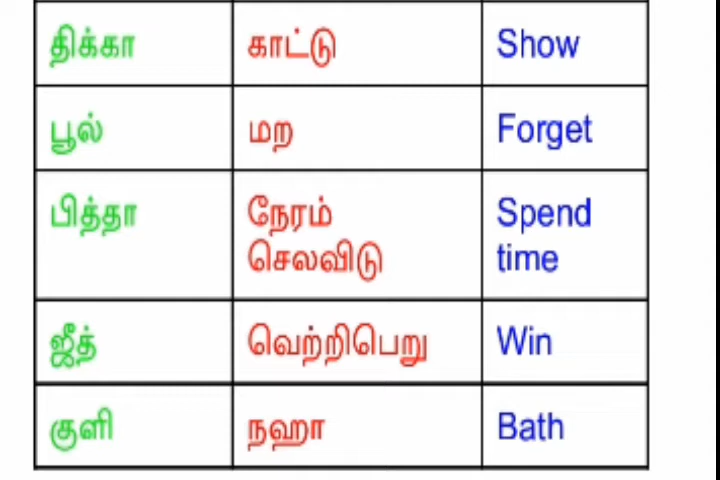 திக்கா காட்டு Show
பூல் மற Forget
பித்தா நேரம் Spend
செலவிடு time
ஜீத் வெற்றிபெறு Win
குளி நஹா Bath